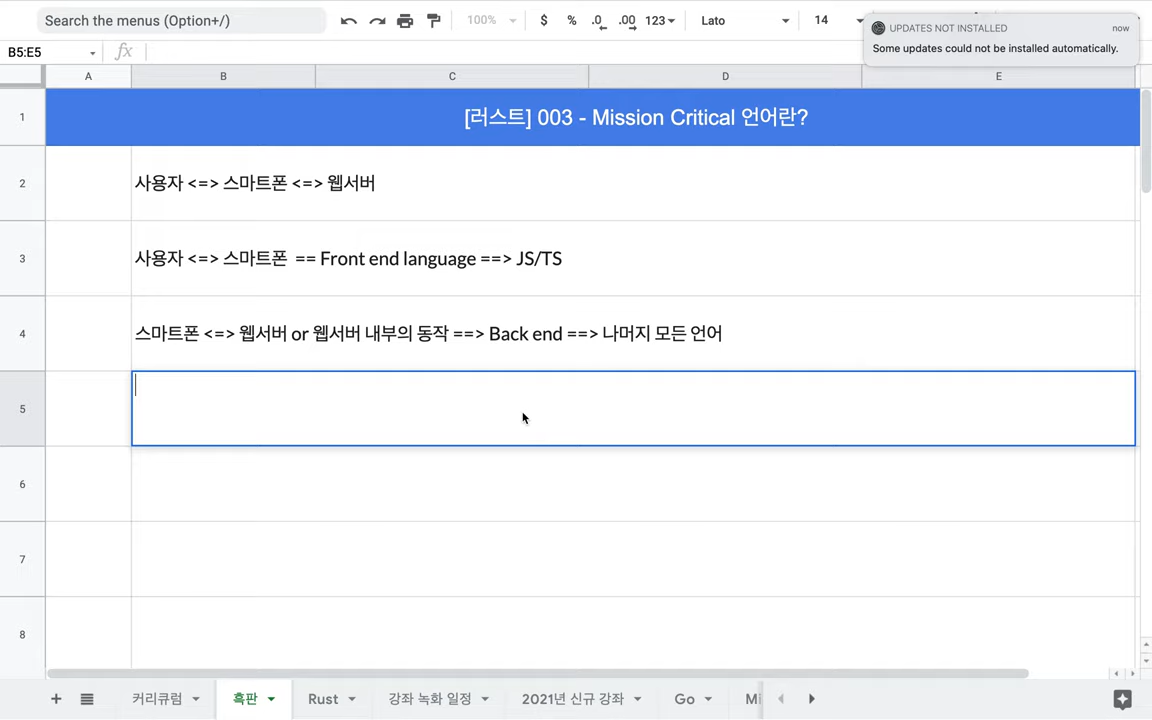 Search the menus (Option+/)
100%
$ % .0 .00 123
Lato
14
UPDATES NOT INSTALLED
now
Some updates could not be installed automatically.
B5:E5
fx
A B C D E
1
[러스트] 003 - Mission Critical 언어란?
2
사용자 <=> 스마트폰 <=> 웹서버
3
사용자 <=> 스마트폰 == Front end language ==> JS/TS
4
스마트폰 <=> 웹서버 or 웹서버 내부의 동작 ==> Back end ==> 나머지 모든 언어
5
6
7
8
커리큘럼
흑판
Rust
강좌 녹화 일정
2021년 신규 강좌
Go